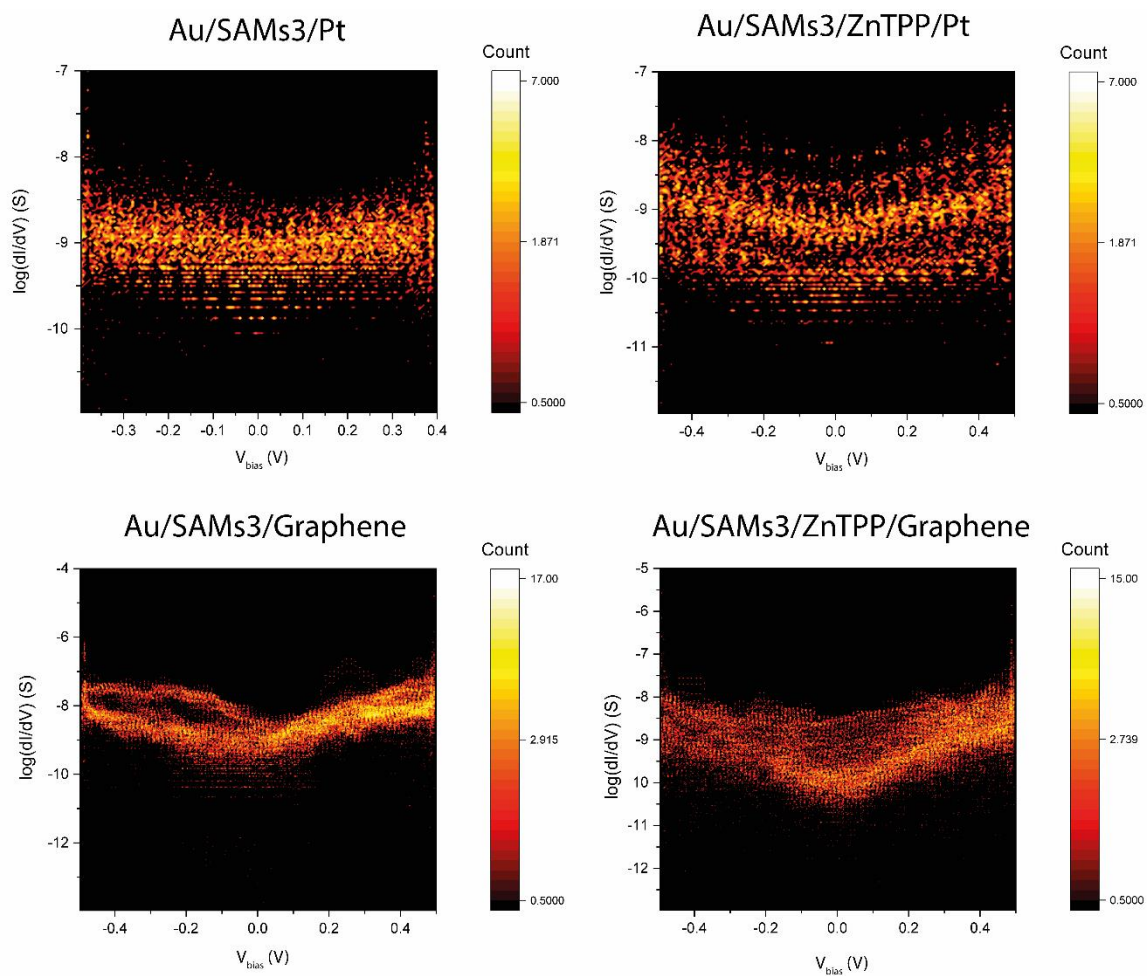 Au/SAMs3/Pt
Count
-7
-8
-9
-10
log(dI/dV) (S)
-0.3 -0.2 -0.1 0.0 0.1 0.2 0.3 0.4
V_bias (V)
7.000
1.871
0.5000
Au/SAMs3/ZnTPP/Pt
Count
-7
-8
-9
-10
-11
log(dI/dV) (S)
-0.4 -0.2 0.0 0.2 0.4
V_bias (V)
7.000
1.871
0.5000
Au/SAMs3/Graphene
Count
-4
-6
-8
-10
-12
log(dI/dV) (S)
-0.4 -0.2 0.0 0.2 0.4
V_bias (V)
17.00
2.915
0.5000
Au/SAMs3/ZnTPP/Graphene
Count
-5
-6
-7
-8
-9
-10
-11
-12
-13
log(dI/dV) (S)
-0.4 -0.2 0.0 0.2 0.4
V_bias (V)
15.00
2.739
0.5000